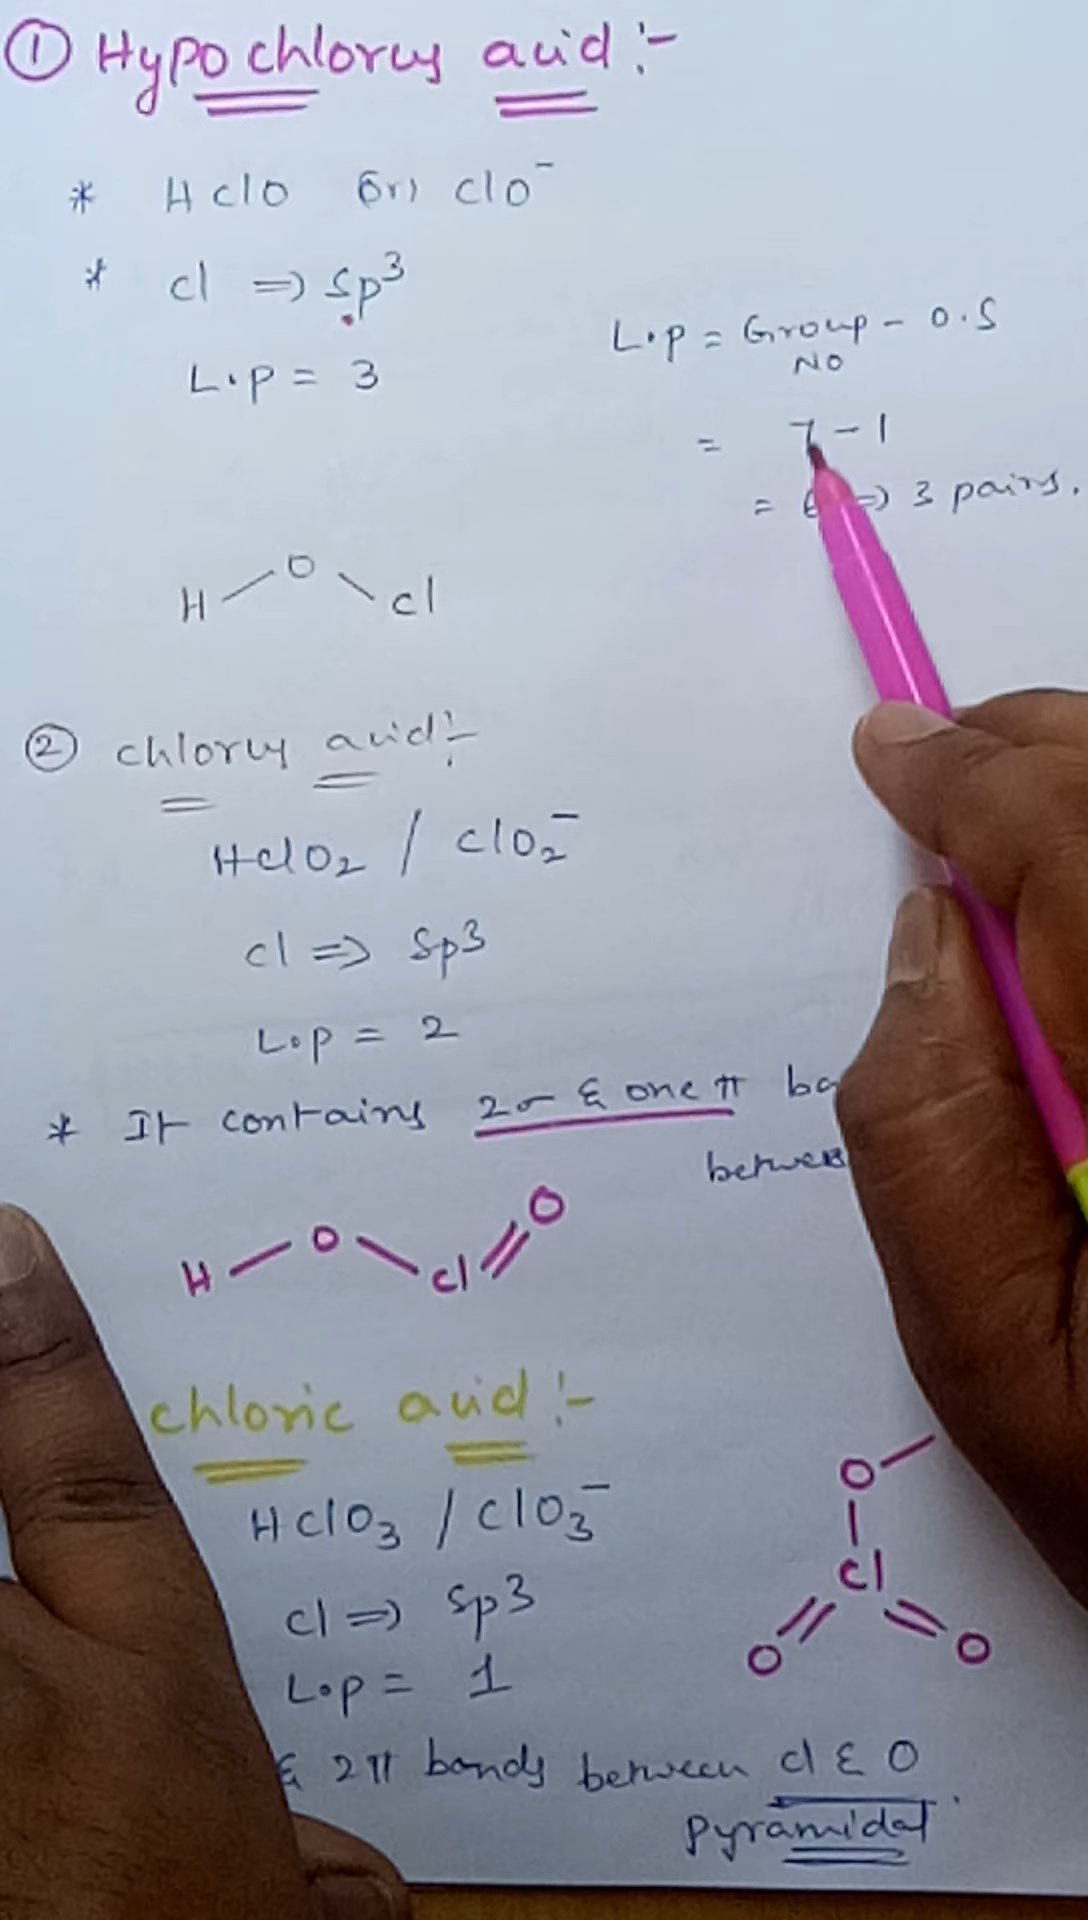 ① Hypochlorus acid :-
* HClO (or) ClO⁻
* Cl => Sp³
L.p = 3
L.p = Group - O.S
NO
= 7 - 1
= 6 => 3 pairs.
H O Cl
② chlorus acid :-
HClO₂ / ClO₂⁻
Cl => Sp3
L.p = 2
* It contains 2σ & one π
H - O Cl = O
chloric acid :-
HClO₃ / ClO₃⁻
Cl => Sp3
L.p = 1
O
Cl
O O
& 2π bonds between Cl & O
pyramidal